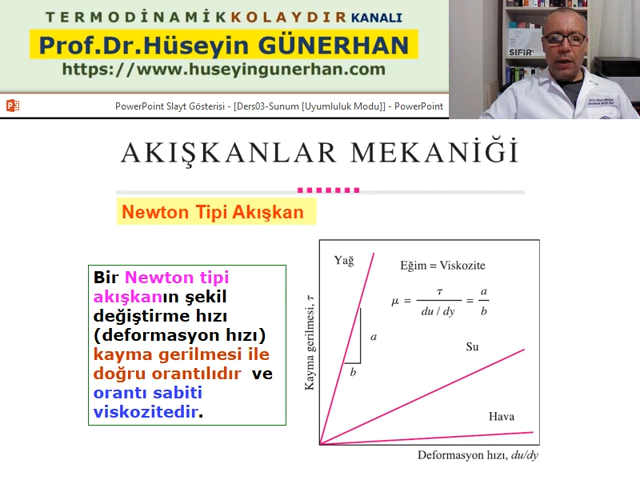 TERMODİNAMİKKOLAYDIR KANALI
Prof.Dr.Hüseyin GÜNERHAN
https://www.huseyingunerhan.com
SIFIR
PowerPoint Slayt Gösterisi - [Ders03-Sunum [Uyumluluk Modu]] - PowerPoint
AKIŞKANLAR MEKANİĞİ
Newton Tipi Akışkan
Bir Newton tipi
akışkanın şekil
değiştirme hızı
(deformasyon hızı)
kayma gerilmesi ile
doğru orantılıdır ve
orantı sabiti
viskozitedir.
Kayma gerilmesi, τ
Yağ
Eğim = Viskozite
μ = τ / du / dy = a / b
a
b
Su
Hava
Deformasyon hızı, du/dy